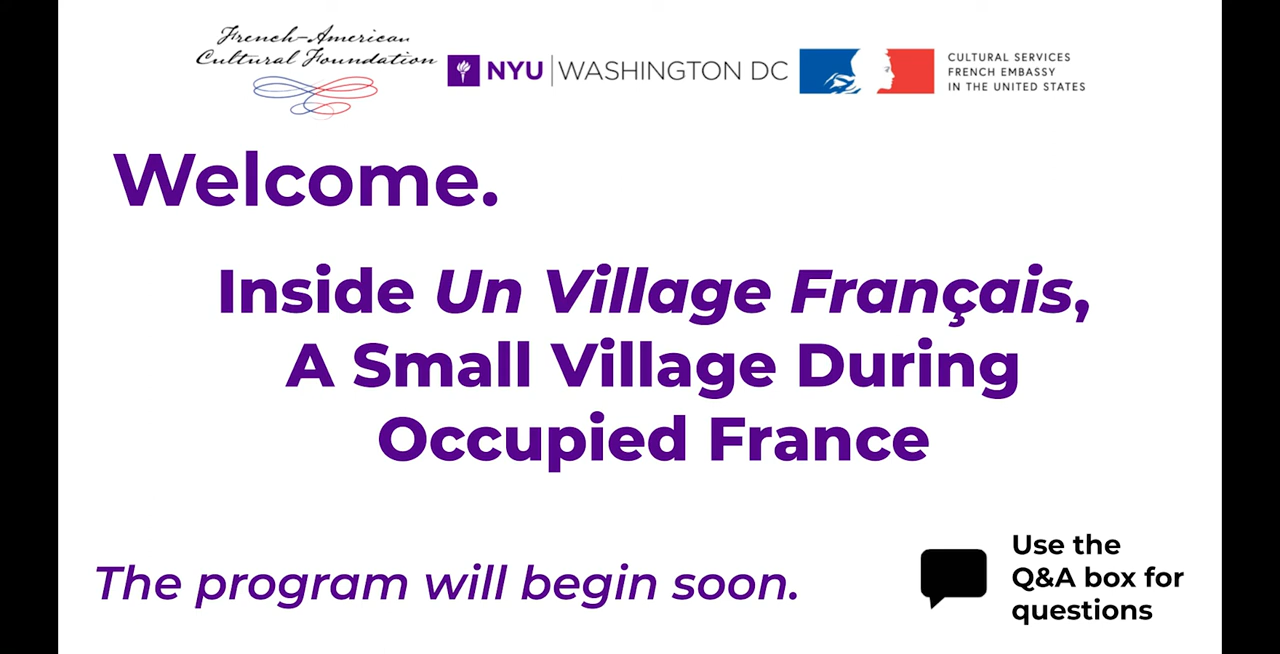 French-American
Cultural Foundation
NYU | WASHINGTON DC
CULTURAL SERVICES
FRENCH EMBASSY
IN THE UNITED STATES
Welcome.
Inside Un Village Français,
A Small Village During
Occupied France
The program will begin soon.
Use the
Q&A box for
questions